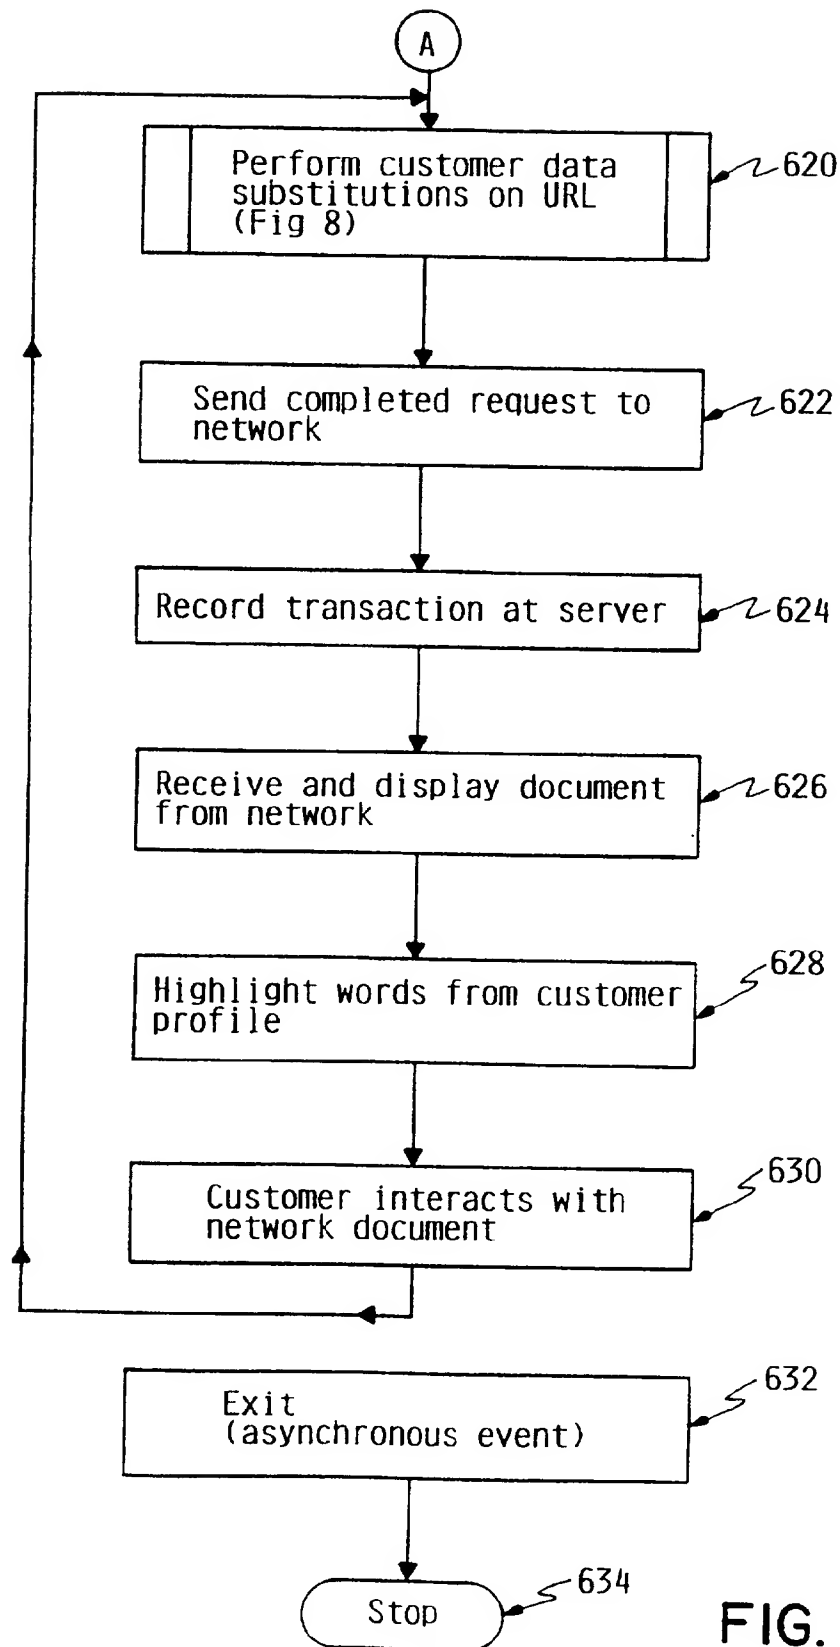 A
Perform customer data
substitutions on URL
(Fig 8)
620
Send completed request to
network
622
Record transaction at server
624
Receive and display document
from network
626
Highlight words from customer
profile
628
Customer interacts with
network document
630
Exit
(asynchronous event)
632
Stop
634
FIG.